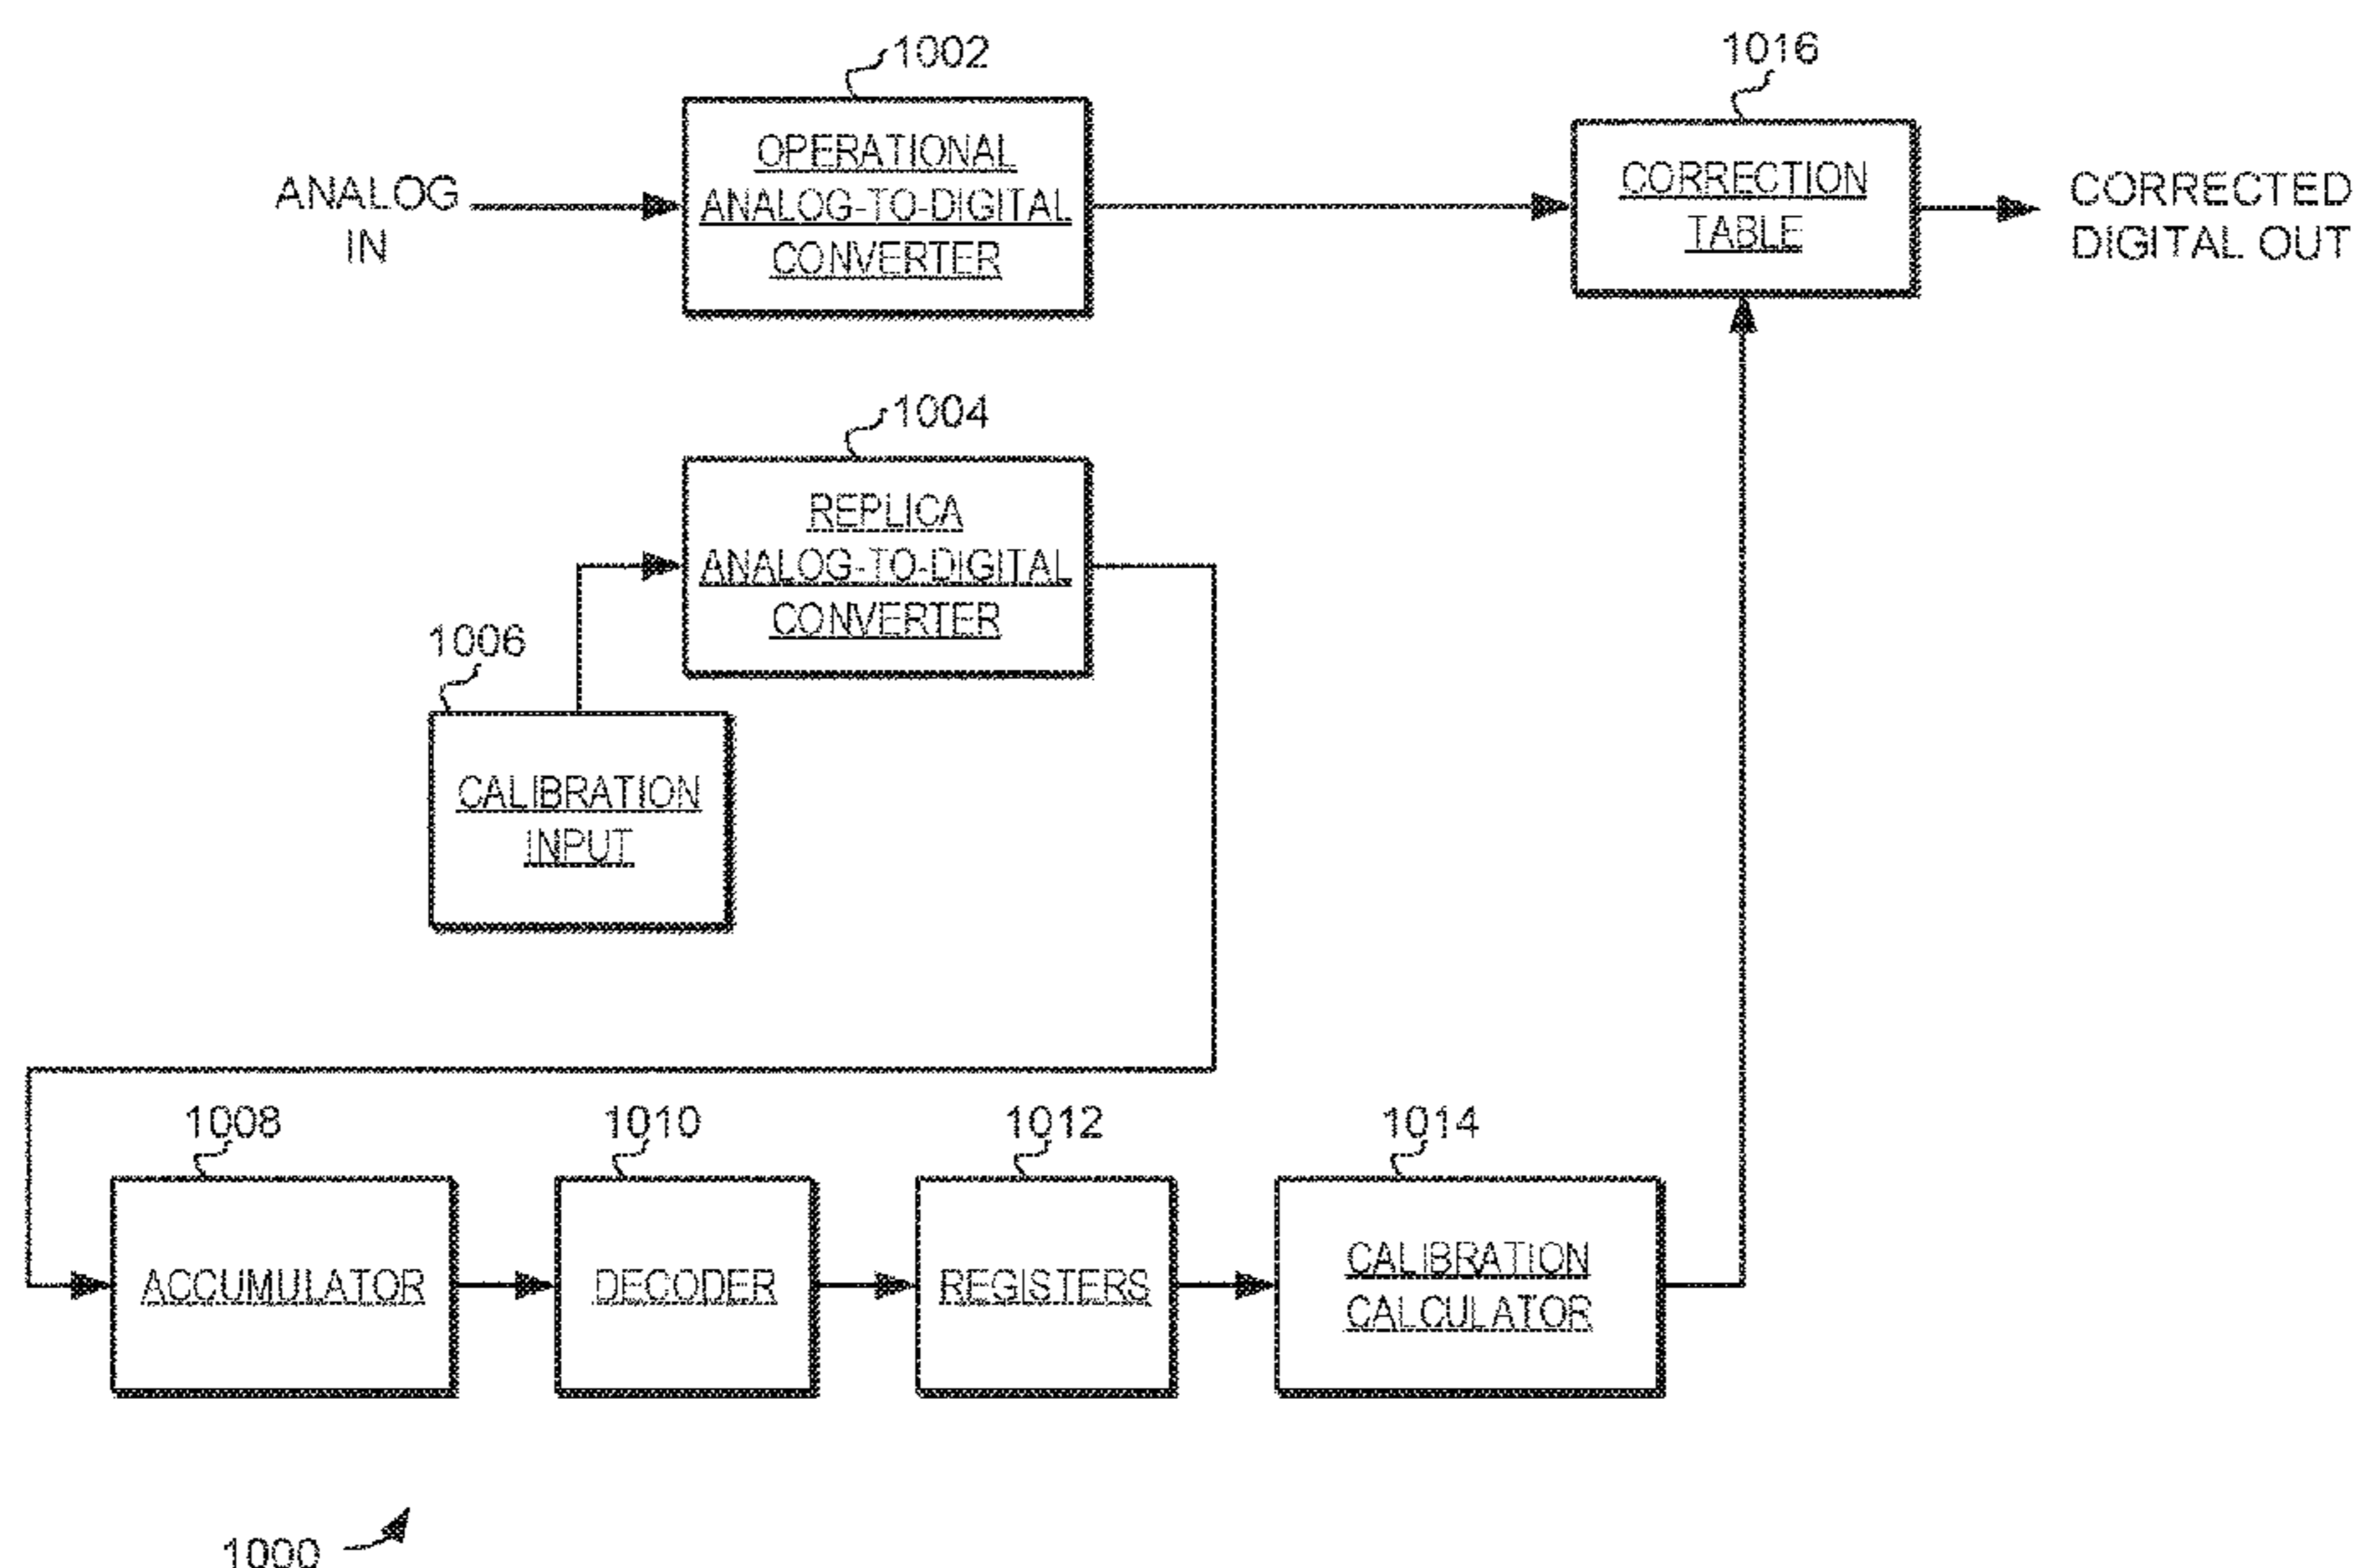 1002
1016
ANALOG
IN
OPERATIONAL
ANALOG-TO-DIGITAL
CONVERTER
CORRECTION
TABLE
CORRECTED
DIGITAL OUT
1004
REPLICA
ANALOG-TO-DIGITAL
CONVERTER
1006
CALIBRATION
INPUT
1008
1010
1012
1014
ACCUMULATOR
DECODER
REGISTERS
CALIBRATION
CALCULATOR
1000